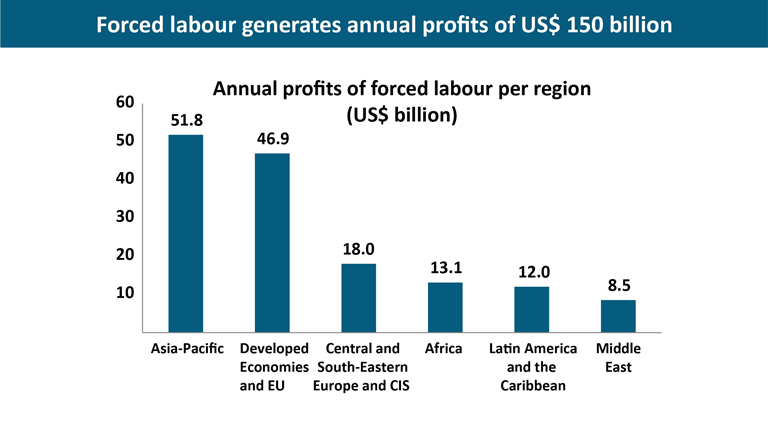 Forced labour generates annual profits of US$ 150 billion
Annual profits of forced labour per region
(US$ billion)
60
50
40
30
20
10
51.8
46.9
18.0
13.1
12.0
8.5
Asia-Pacific
Developed
Economies
and EU
Central and
South-Eastern
Europe and CIS
Africa
Latin America
and the
Caribbean
Middle
East